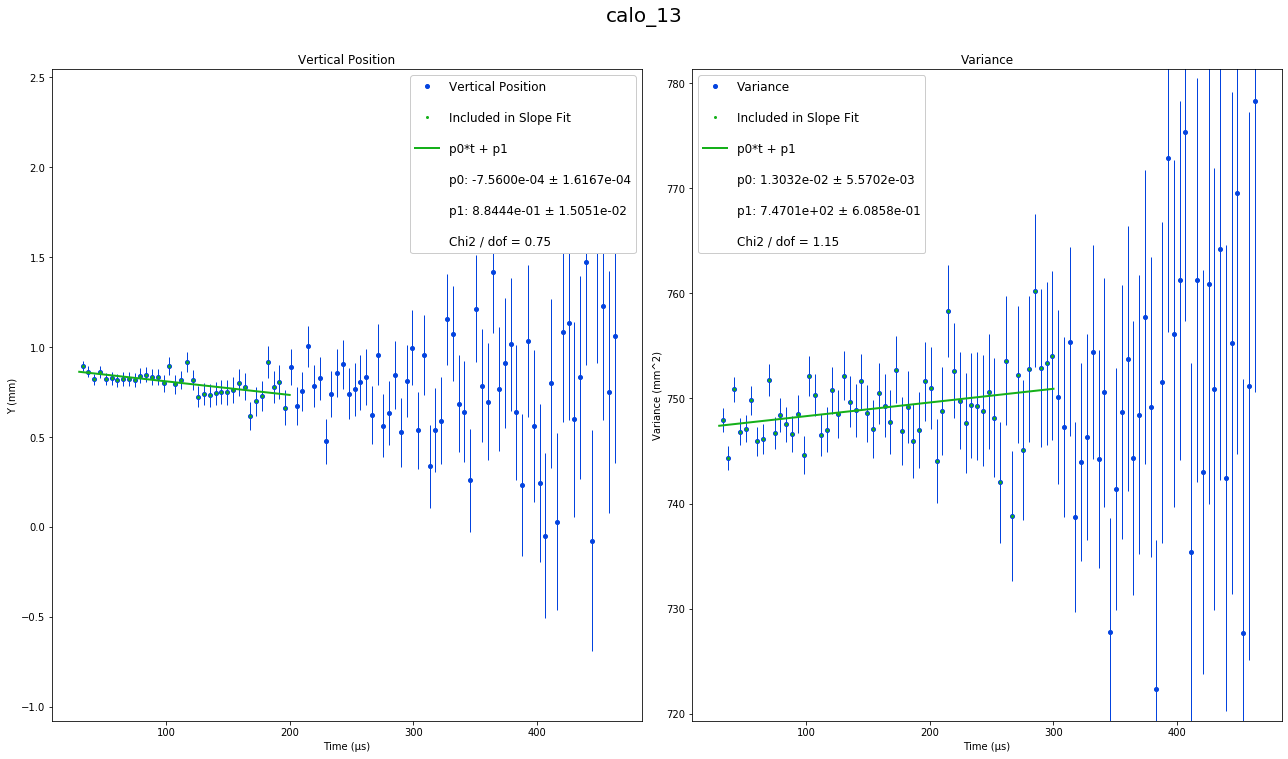 calo_13
Vertical Position
Vertical Position
Included in Slope Fit
p0*t + p1
p0: -7.5600e-04 ± 1.6167e-04
p1: 8.8444e-01 ± 1.5051e-02
Chi2 / dof = 0.75
2.5
2.0
1.5
1.0
0.5
0.0
−0.5
−1.0
Y (mm)
100 200 300 400
Time (µs)
Variance
Variance
Included in Slope Fit
p0*t + p1
p0: 1.3032e-02 ± 5.5702e-03
p1: 7.4701e+02 ± 6.0858e-01
Chi2 / dof = 1.15
780
770
760
750
740
730
720
Variance (mm^2)
100 200 300 400
Time (µs)